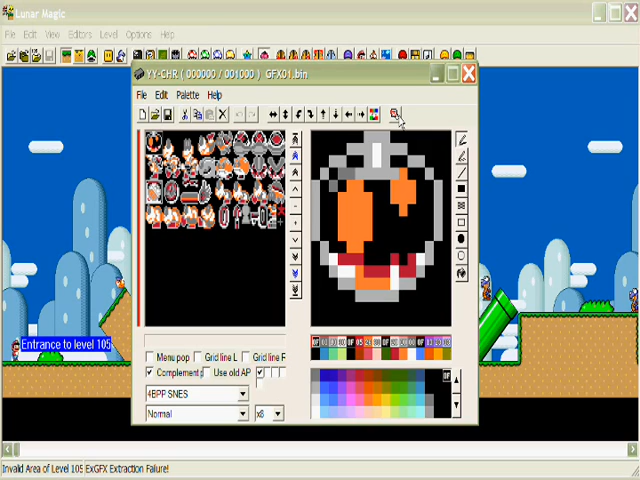 Lunar Magic
File Edit View Editors Level Options Help
YY-CHR ( 000000 / 001000 ) GFX01.bin
File Edit Palette Help
Entrance to level 105
Menu pop Grid line L Grid line R
Complement p Use old AP
4BPP SNES
Normal x8
Invalid Area of Level 105 ExGFX Extraction Failure!